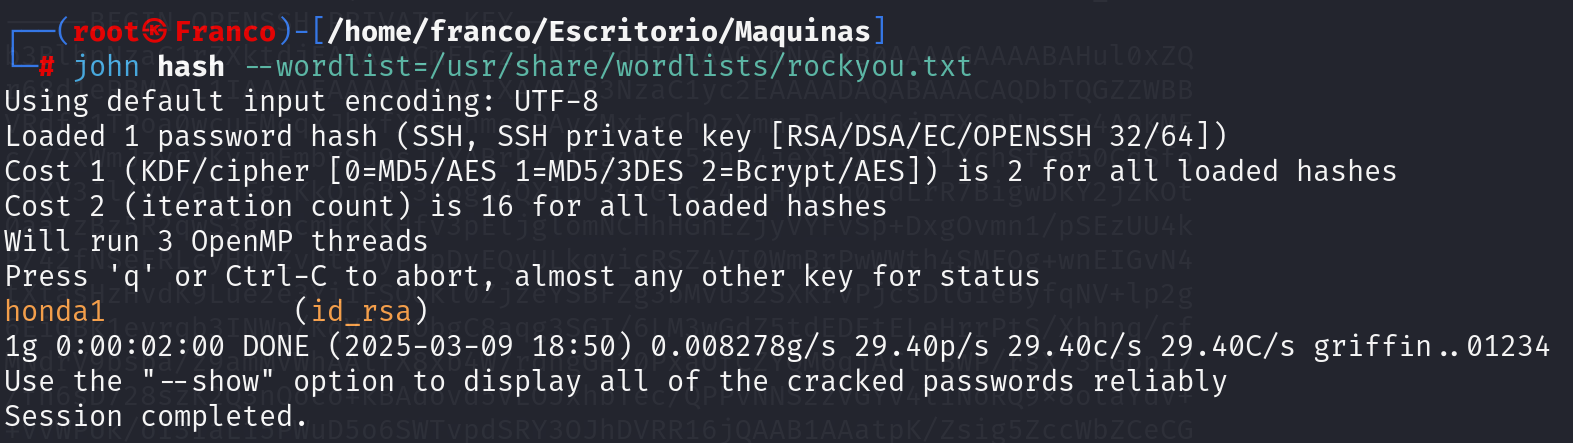 ┌──(root㉿Franco)-[/home/franco/Escritorio/Maquinas]
└─# john hash --wordlist=/usr/share/wordlists/rockyou.txt
Using default input encoding: UTF-8
Loaded 1 password hash (SSH, SSH private key [RSA/DSA/EC/OPENSSH 32/64])
Cost 1 (KDF/cipher [0=MD5/AES 1=MD5/3DES 2=Bcrypt/AES]) is 2 for all loaded hashes
Cost 2 (iteration count) is 16 for all loaded hashes
Will run 3 OpenMP threads
Press 'q' or Ctrl-C to abort, almost any other key for status
honda1           (id_rsa)
1g 0:00:02:00 DONE (2025-03-09 18:50) 0.008278g/s 29.40p/s 29.40c/s 29.40C/s griffin..01234
Use the "--show" option to display all of the cracked passwords reliably
Session completed.